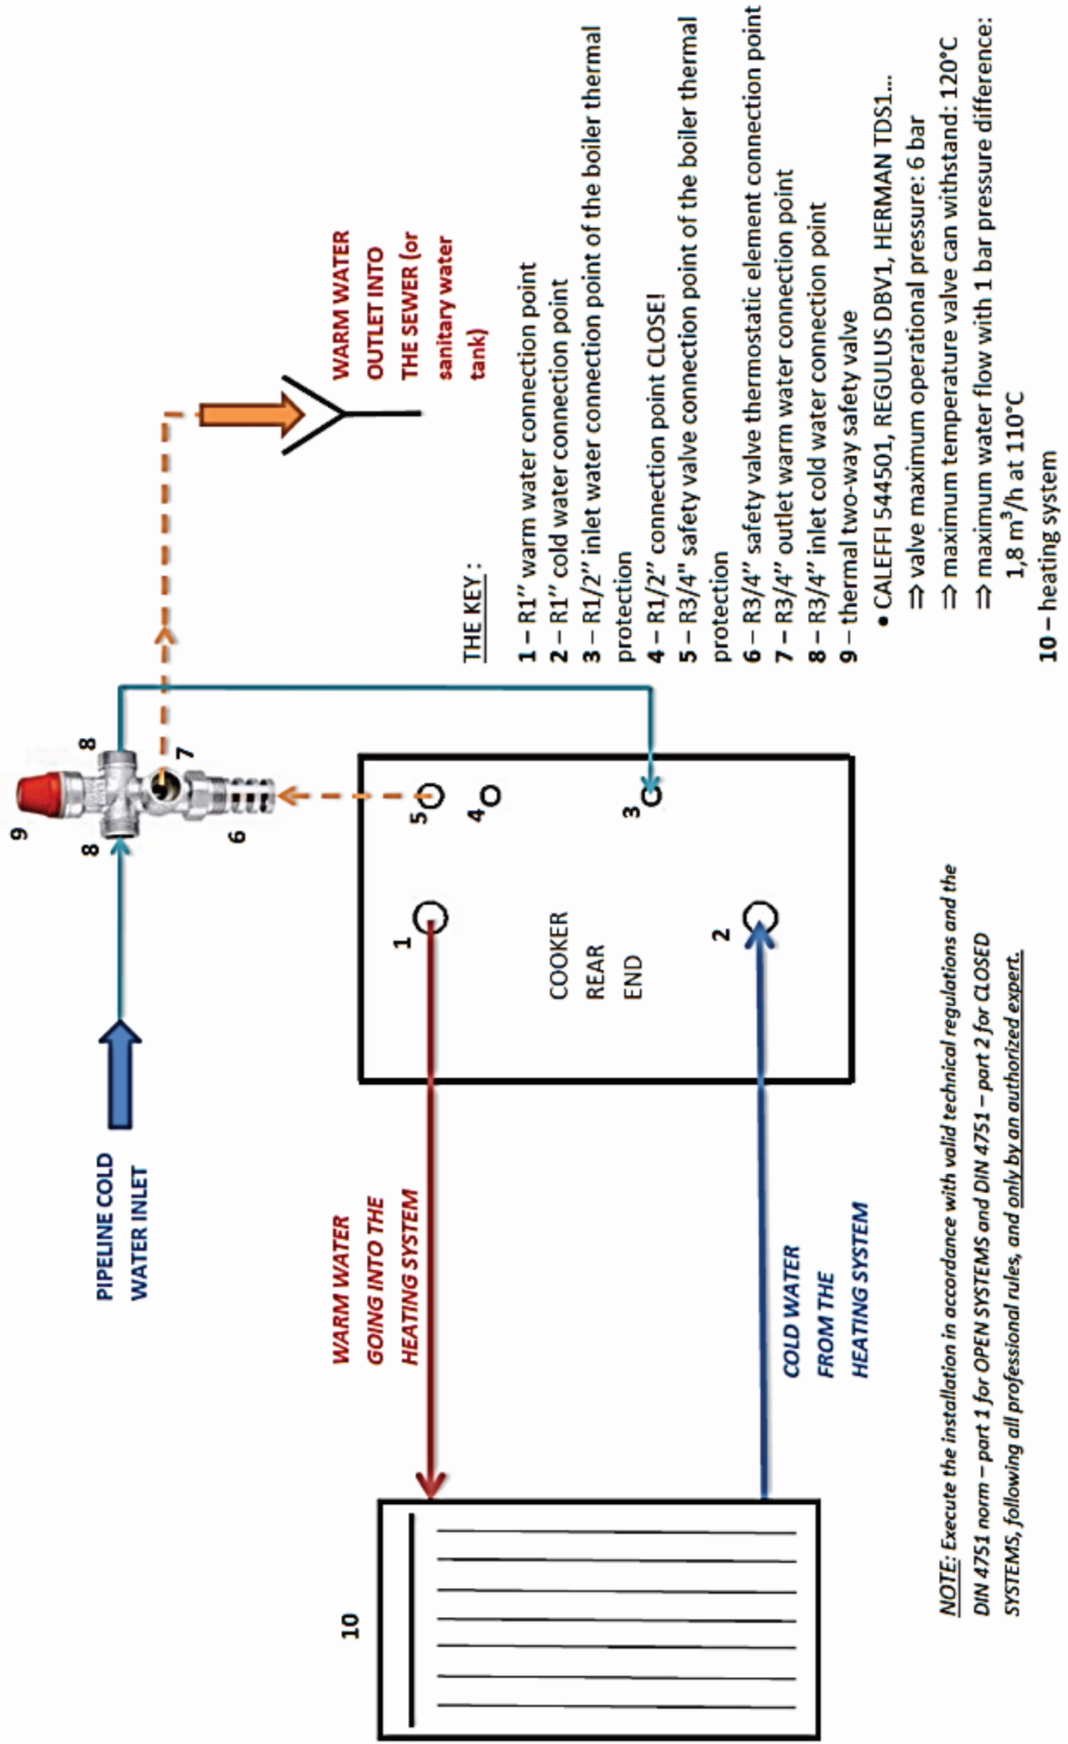 PIPELINE COLD
WATER INLET
9
8
8
7
6
WARM WATER
OUTLET INTO
THE SEWER (or
sanitary water
tank)
WARM WATER
GOING INTO THE
HEATING SYSTEM
10
1
5
4
COOKER
REAR
END
3
2
COLD WATER
FROM THE
HEATING SYSTEM
THE KEY :
1 – R1’’ warm water connection point
2 – R1’’ cold water connection point
3 – R1/2’’ inlet water connection point of the boiler thermal
protection
4 – R1/2’’ connection point CLOSE!
5 – R3/4" safety valve connection point of the boiler thermal
protection
6 – R3/4’’ safety valve thermostatic element connection point
7 – R3/4’’ outlet warm water connection point
8 – R3/4’’ inlet cold water connection point
9 – thermal two-way safety valve
• CALEFFI 544501, REGULUS DBV1, HERMAN TDS1...
⇒ valve maximum operational pressure: 6 bar
⇒ maximum temperature valve can withstand: 120°C
⇒ maximum water flow with 1 bar pressure difference:
1,8 m³/h at 110°C
10 – heating system
NOTE: Execute the installation in accordance with valid technical regulations and the
DIN 4751 norm – part 1 for OPEN SYSTEMS and DIN 4751 – part 2 for CLOSED
SYSTEMS, following all professional rules, and only by an authorized expert.